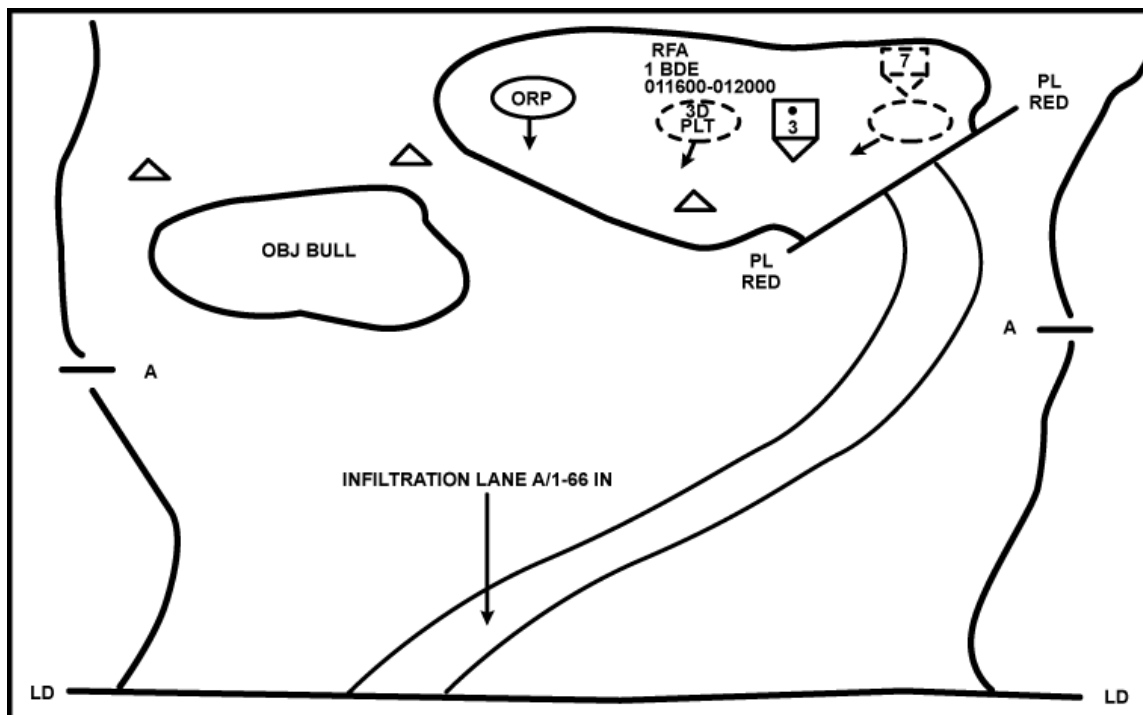 RFA
1 BDE
011600-012000
7
ORP
3D
PLT
3
PL
RED
OBJ BULL
PL
RED
A
A
INFILTRATION LANE A/1-66 IN
LD
LD